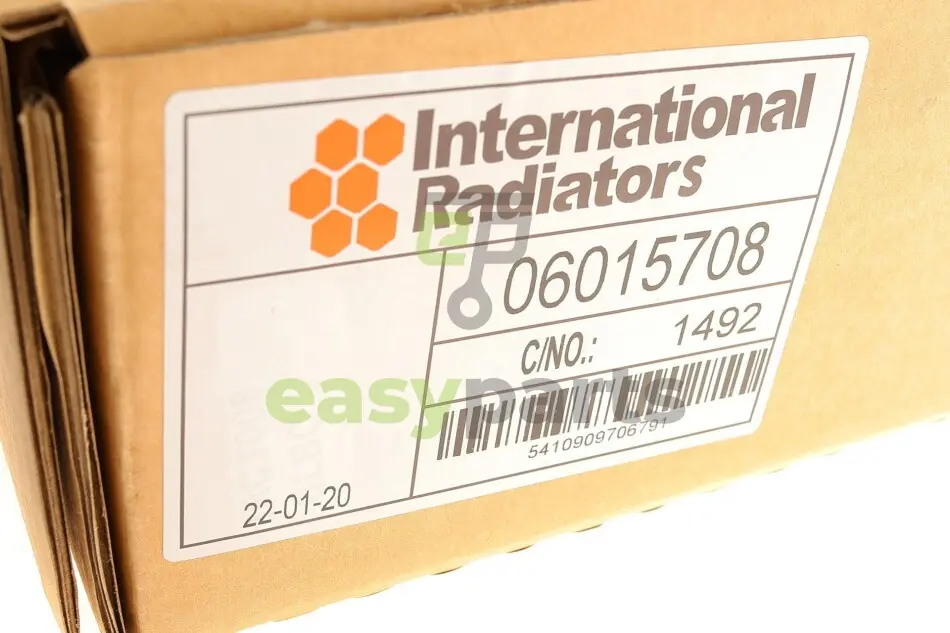 International
Radiators
06015708
C/NO.: 1492
5410909706791
22-01-20
easyparts